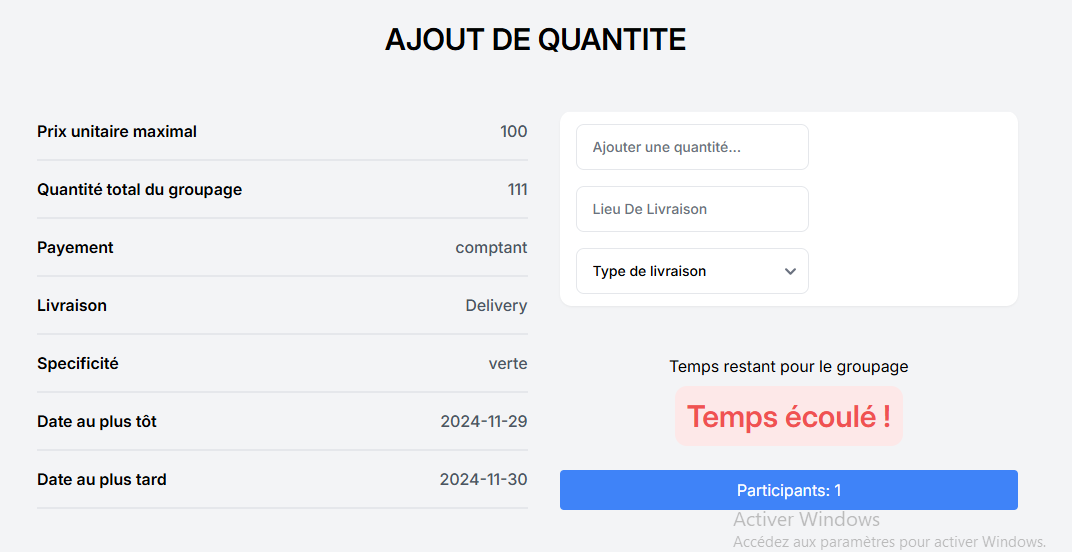 AJOUT DE QUANTITE
Prix unitaire maximal 100
Quantité total du groupage 111
Payement comptant
Livraison Delivery
Specificité verte
Date au plus tôt 2024-11-29
Date au plus tard 2024-11-30
Ajouter une quantité...
Lieu De Livraison
Type de livraison
Temps restant pour le groupage
Temps écoulé !
Participants: 1
Activer Windows
Accédez aux paramètres pour activer Windows.